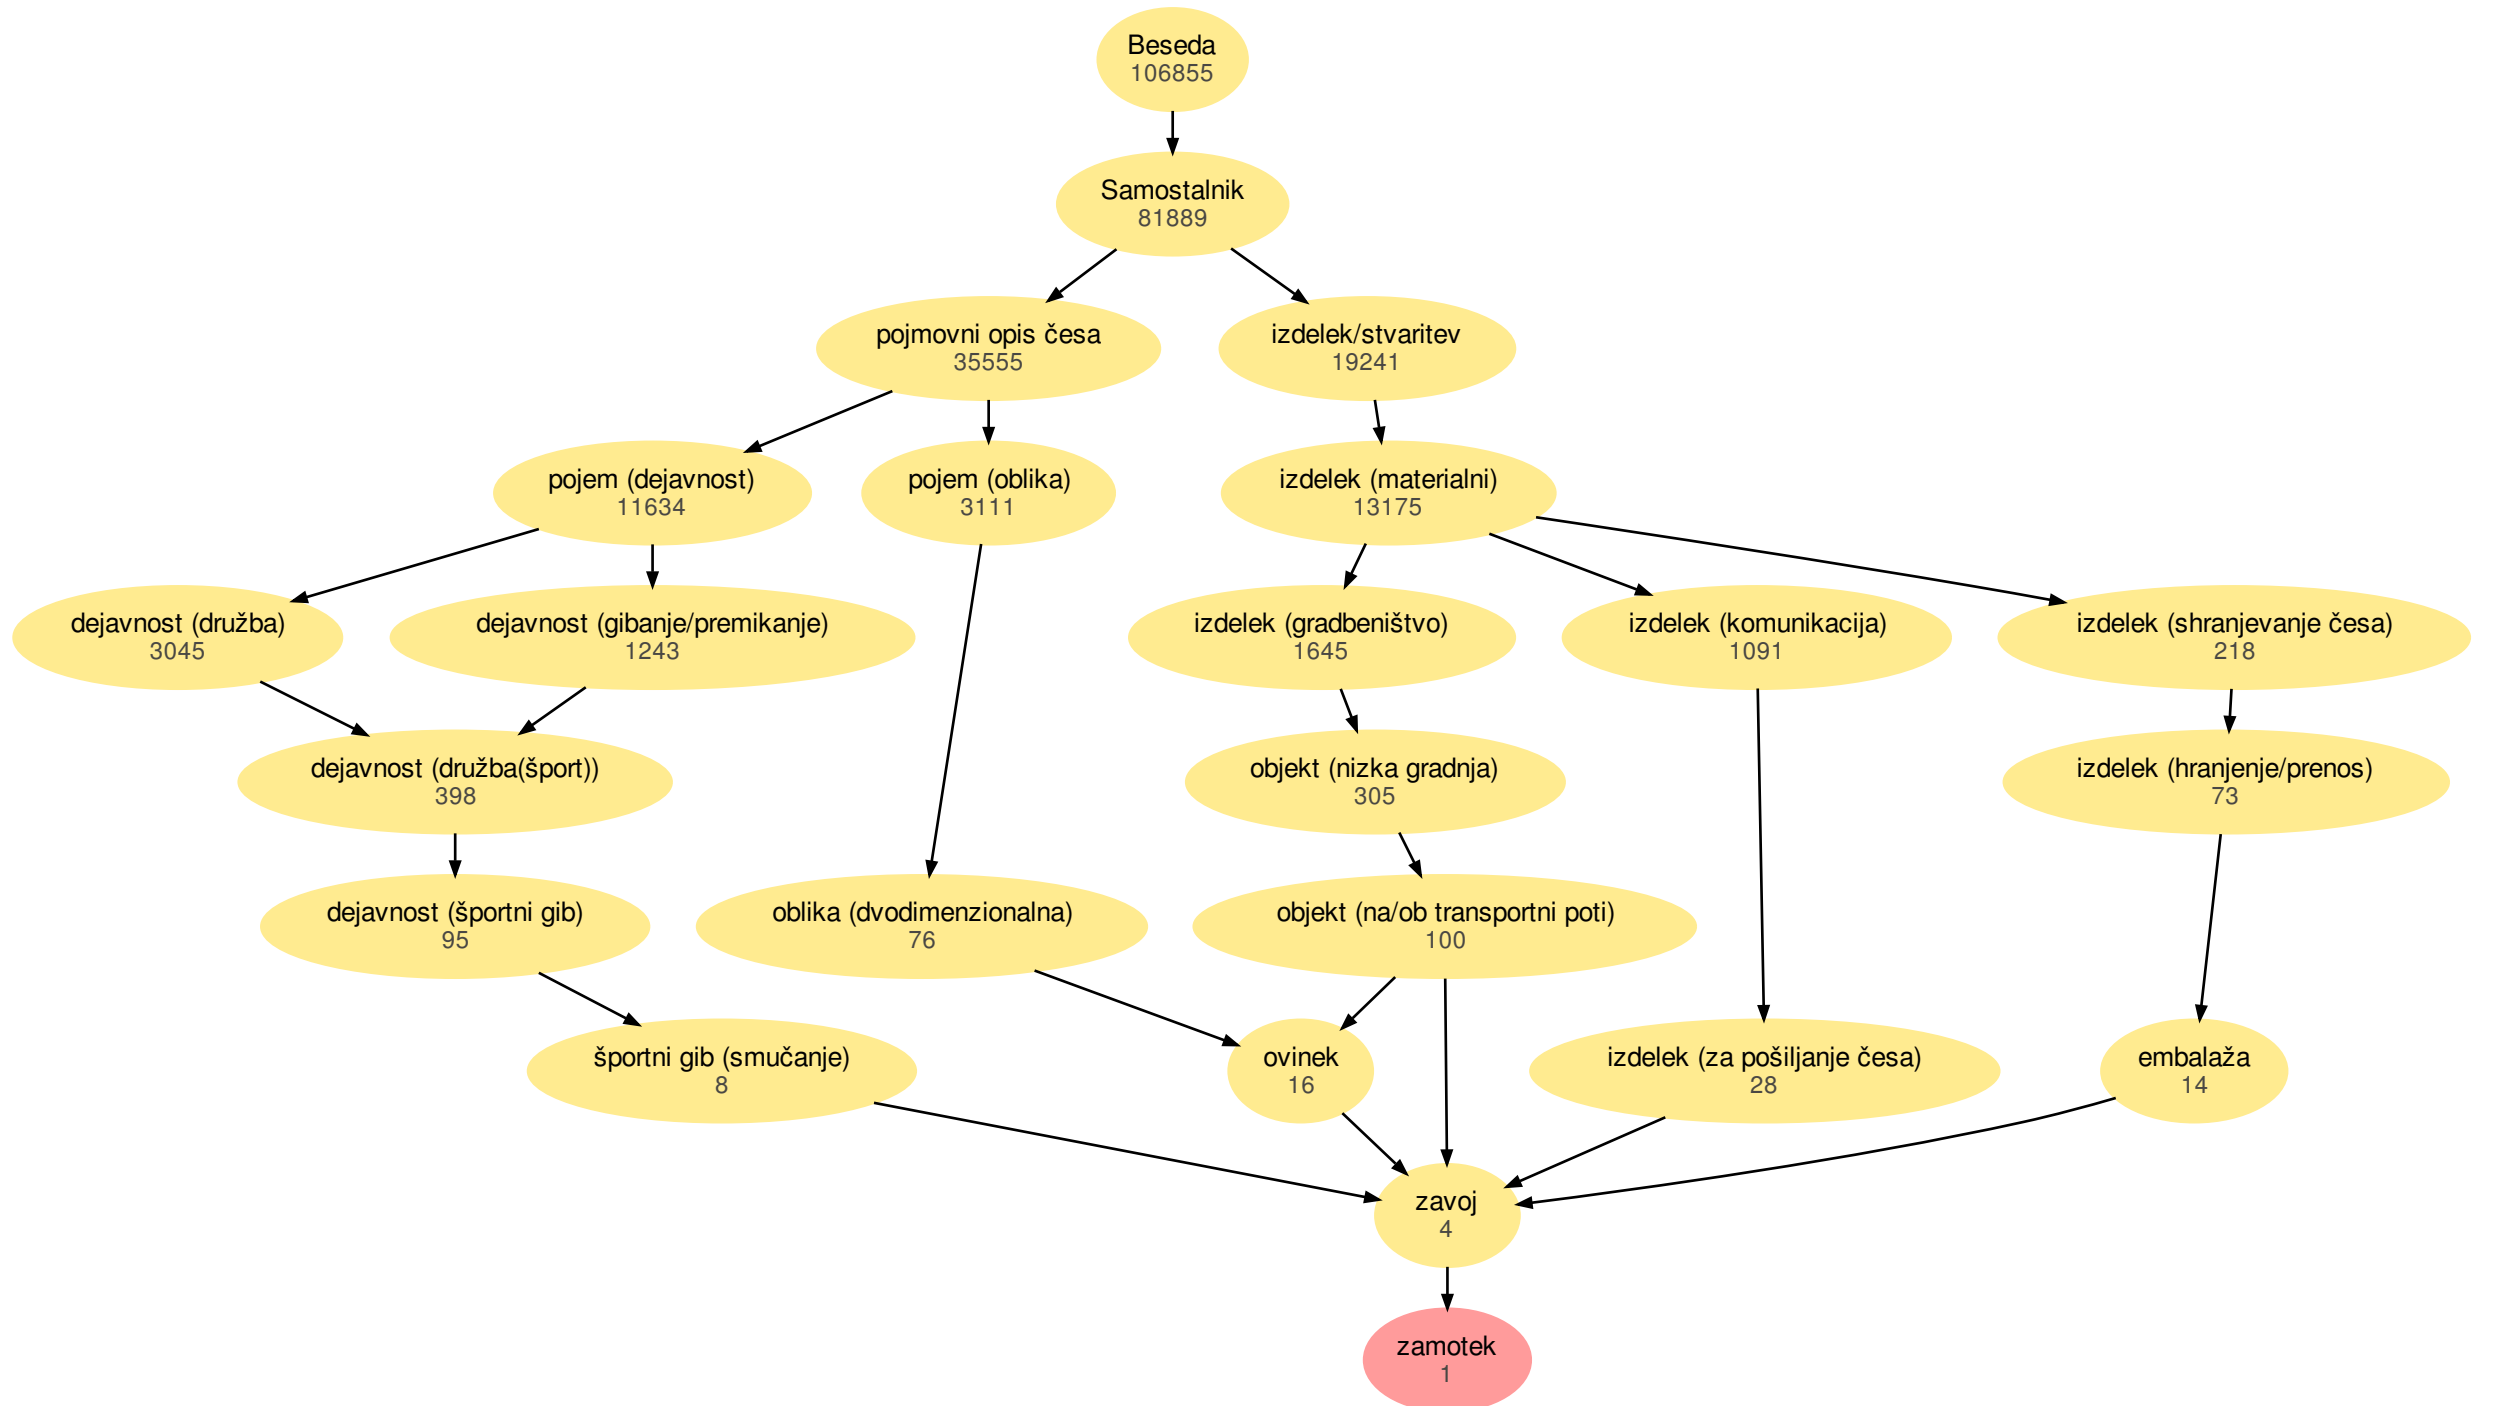 Beseda
106855
Samostalnik
81889
pojmovni opis česa
35555
izdelek/stvaritev
19241
pojem (dejavnost)
11634
pojem (oblika)
3111
izdelek (materialni)
13175
dejavnost (družba)
3045
dejavnost (gibanje/premikanje)
1243
izdelek (gradbeništvo)
1645
izdelek (komunikacija)
1091
izdelek (shranjevanje česa)
218
dejavnost (družba(šport))
398
objekt (nizka gradnja)
305
izdelek (hranjenje/prenos)
73
dejavnost (športni gib)
95
oblika (dvodimenzionalna)
76
objekt (na/ob transportni poti)
100
športni gib (smučanje)
8
ovinek
16
izdelek (za pošiljanje česa)
28
embalaža
14
zavoj
4
zamotek
1